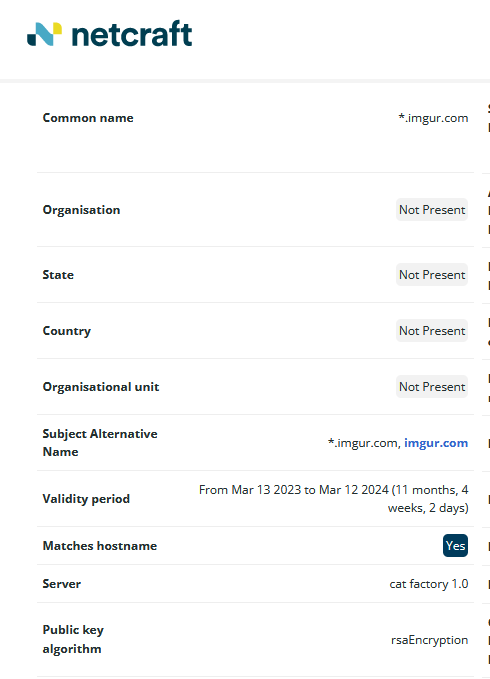 netcraft
Common name
*.imgur.com
Organisation
Not Present
State
Not Present
Country
Not Present
Organisational unit
Not Present
Subject Alternative
Name
*.imgur.com, imgur.com
Validity period
From Mar 13 2023 to Mar 12 2024 (11 months, 4
weeks, 2 days)
Matches hostname
Yes
Server
cat factory 1.0
Public key
algorithm
rsaEncryption